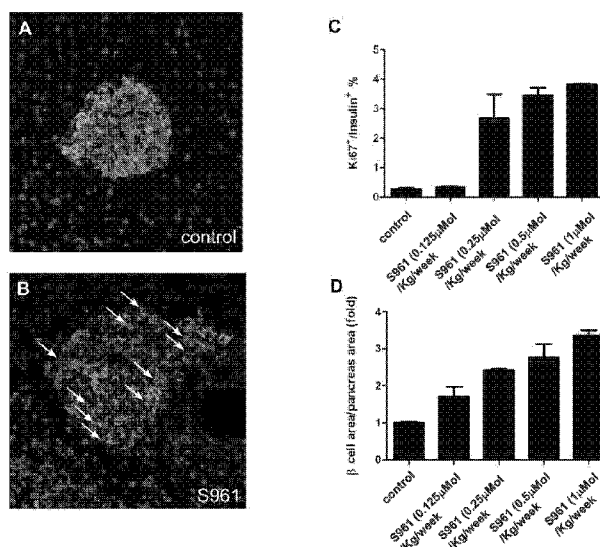 A
control
B
S961
C
Ki67+/Insulin+ %
5
4
3
2
1
0
control
S961 (0.125µMol
/Kg/week
S961 (0.25µMol
/Kg/week
S961 (0.5µMol
/Kg/week
S961 (1µMol
/Kg/week
D
β cell area/pancreas area (fold)
4
3
2
1
0
control
S961 (0.125µMol
/Kg/week
S961 (0.25µMol
/Kg/week
S961 (0.5µMol
/Kg/week
S961 (1µMol
/Kg/week